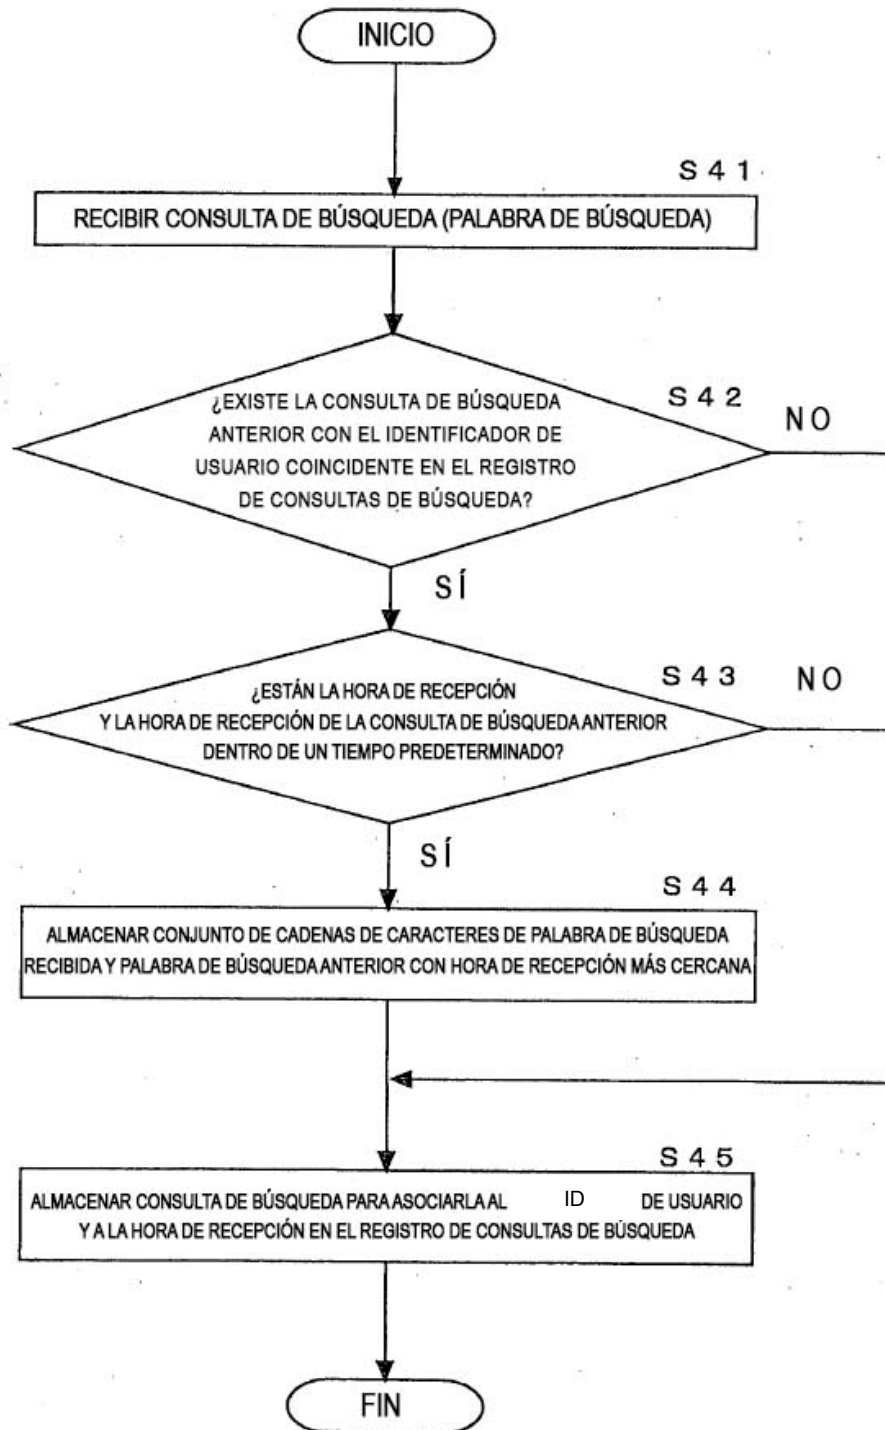 INICIO
S41
RECIBIR CONSULTA DE BÚSQUEDA (PALABRA DE BÚSQUEDA)
S42
NO
¿EXISTE LA CONSULTA DE BÚSQUEDA
ANTERIOR CON EL IDENTIFICADOR DE
USUARIO COINCIDENTE EN EL REGISTRO
DE CONSULTAS DE BÚSQUEDA?
SÍ
S43
NO
¿ESTÁN LA HORA DE RECEPCIÓN
Y LA HORA DE RECEPCIÓN DE LA CONSULTA DE BÚSQUEDA ANTERIOR
DENTRO DE UN TIEMPO PREDETERMINADO?
SÍ
S44
ALMACENAR CONJUNTO DE CADENAS DE CARACTERES DE PALABRA DE BÚSQUEDA
RECIBIDA Y PALABRA DE BÚSQUEDA ANTERIOR CON HORA DE RECEPCIÓN MÁS CERCANA
S45
ALMACENAR CONSULTA DE BÚSQUEDA PARA ASOCIARLA AL ID DE USUARIO
Y A LA HORA DE RECEPCIÓN EN EL REGISTRO DE CONSULTAS DE BÚSQUEDA
FIN